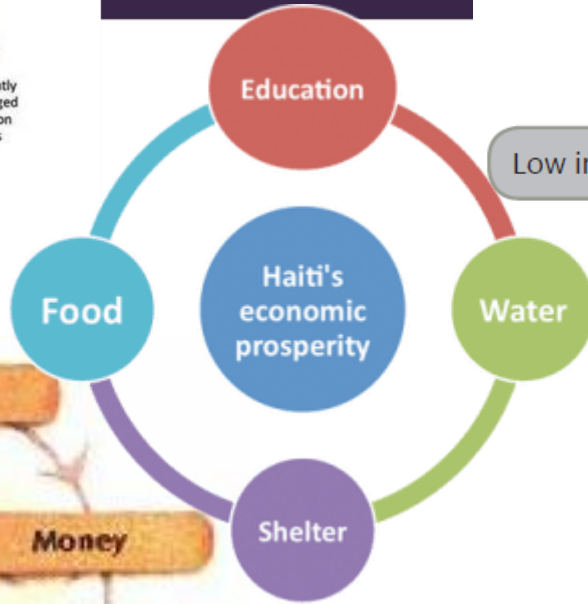 Education
Low in
Haiti's
economic
prosperity
Food
Water
Shelter
Money